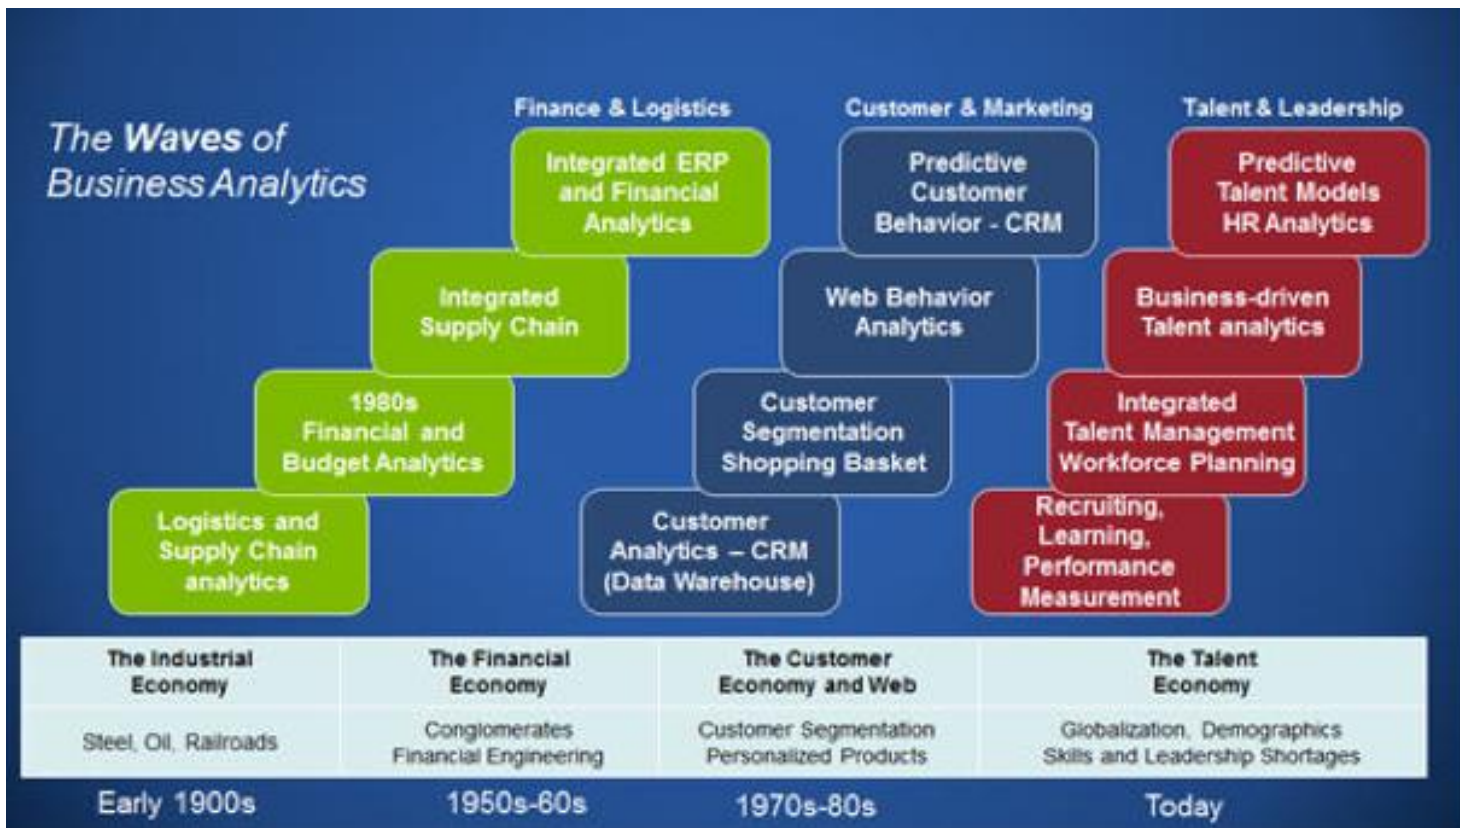 The Waves of
Business Analytics
Finance & Logistics
Integrated ERP
and Financial
Analytics
Integrated
Supply Chain
1980s
Financial and
Budget Analytics
Logistics and
Supply Chain
analytics
Customer & Marketing
Predictive
Customer
Behavior - CRM
Web Behavior
Analytics
Customer
Segmentation
Shopping Basket
Customer
Analytics – CRM
(Data Warehouse)
Talent & Leadership
Predictive
Talent Models
HR Analytics
Business-driven
Talent analytics
Integrated
Talent Management
Workforce Planning
Recruiting,
Learning,
Performance
Measurement
The Industrial
Economy
Steel, Oil, Railroads
Early 1900s
The Financial
Economy
Conglomerates
Financial Engineering
1950s-60s
The Customer
Economy and Web
Customer Segmentation
Personalized Products
1970s-80s
The Talent
Economy
Globalization, Demographics
Skills and Leadership Shortages
Today